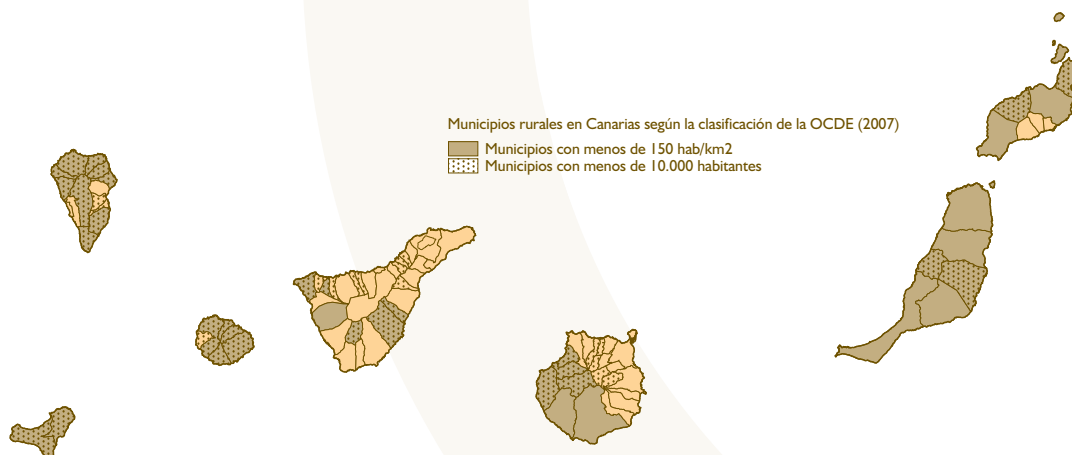 Municipios rurales en Canarias según la clasificación de la OCDE (2007)
Municipios con menos de 150 hab/km2
Municipios con menos de 10.000 habitantes